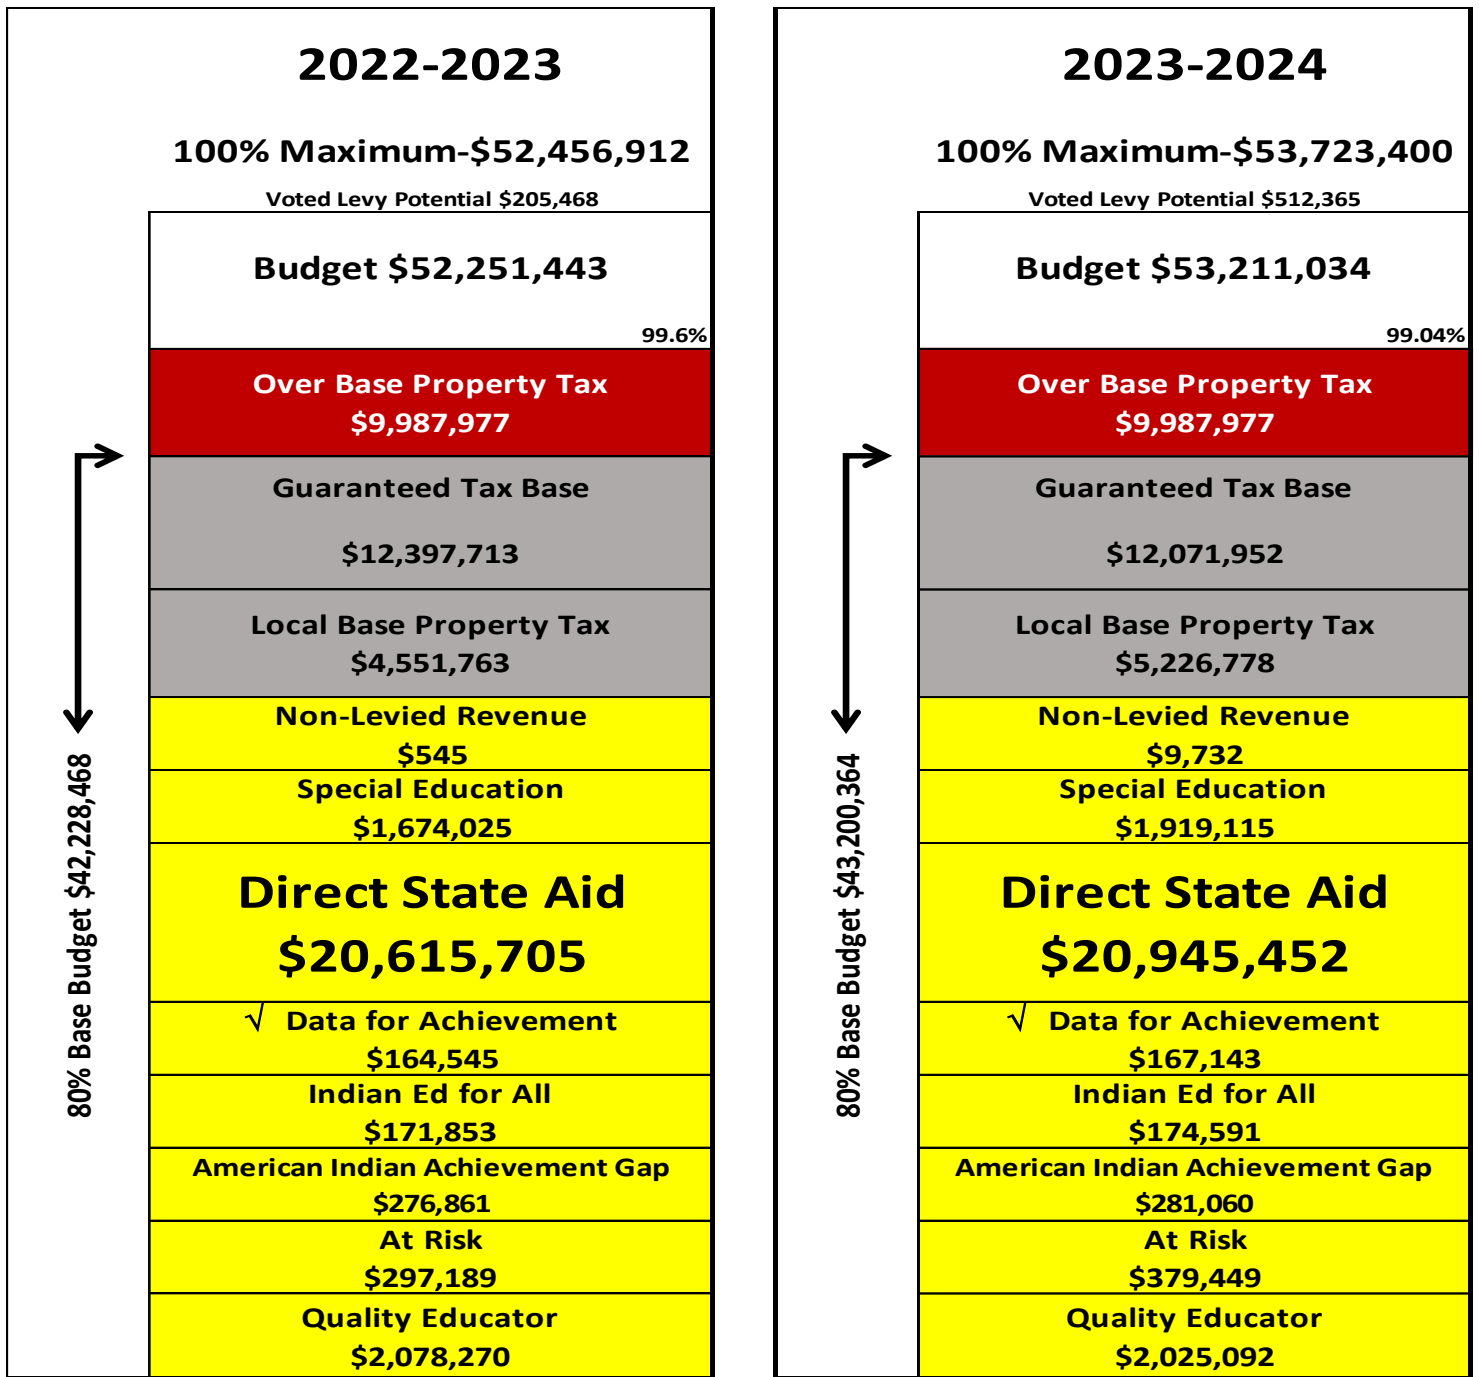 2022-2023
100% Maximum-$52,456,912
Voted Levy Potential $205,468
Budget $52,251,443
99.6%
Over Base Property Tax
$9,987,977
Guaranteed Tax Base
$12,397,713
Local Base Property Tax
$4,551,763
Non-Levied Revenue
$545
Special Education
$1,674,025
Direct State Aid
$20,615,705
√ Data for Achievement
$164,545
Indian Ed for All
$171,853
American Indian Achievement Gap
$276,861
At Risk
$297,189
Quality Educator
$2,078,270
80% Base Budget $42,228,468
2023-2024
100% Maximum-$53,723,400
Voted Levy Potential $512,365
Budget $53,211,034
99.04%
Over Base Property Tax
$9,987,977
Guaranteed Tax Base
$12,071,952
Local Base Property Tax
$5,226,778
Non-Levied Revenue
$9,732
Special Education
$1,919,115
Direct State Aid
$20,945,452
√ Data for Achievement
$167,143
Indian Ed for All
$174,591
American Indian Achievement Gap
$281,060
At Risk
$379,449
Quality Educator
$2,025,092
80% Base Budget $43,200,364